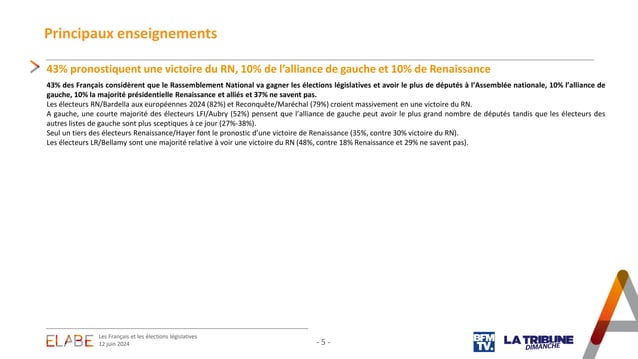 Principaux enseignements
43% pronostiquent une victoire du RN, 10% de l’alliance de gauche et 10% de Renaissance
43% des Français considèrent que le Rassemblement National va gagner les élections législatives et avoir le plus de députés à l’Assemblée nationale, 10% l’alliance de
gauche, 10% la majorité présidentielle Renaissance et alliés et 37% ne savent pas.
Les électeurs RN/Bardella aux européennes 2024 (82%) et Reconquête/Maréchal (79%) croient massivement en une victoire du RN.
A gauche, une courte majorité des électeurs LFI/Aubry (52%) pensent que l’alliance de gauche peut avoir le plus grand nombre de députés tandis que les électeurs des
autres listes de gauche sont plus sceptiques à ce jour (27%-38%).
Seul un tiers des électeurs Renaissance/Hayer font le pronostic d’une victoire de Renaissance (35%, contre 30% victoire du RN).
Les électeurs LR/Bellamy sont une majorité relative à voir une victoire du RN (48%, contre 18% Renaissance et 29% ne savent pas).
ELABE
Les Français et les élections législatives
12 juin 2024
- 5 -
BFM
TV.
LA TRIBUNE
DIMANCHE